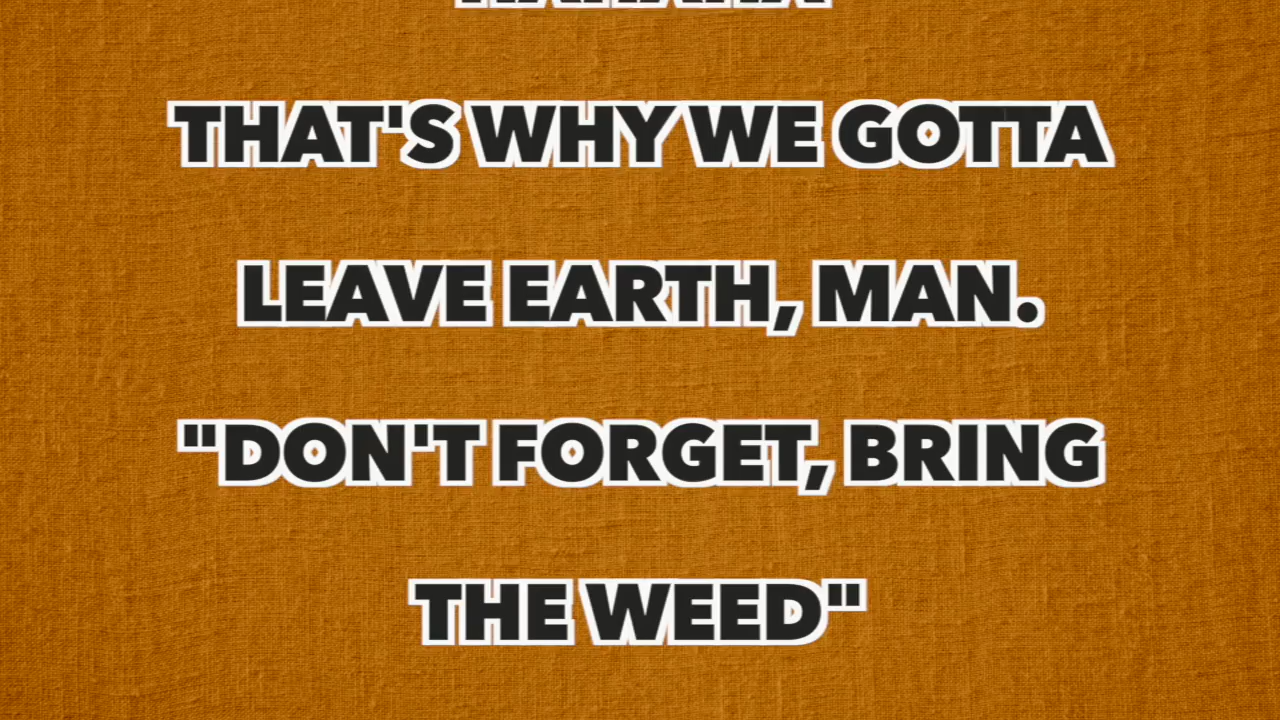 THAT'S WHY WE GOTTA
LEAVE EARTH, MAN.
"DON'T FORGET, BRING
THE WEED"